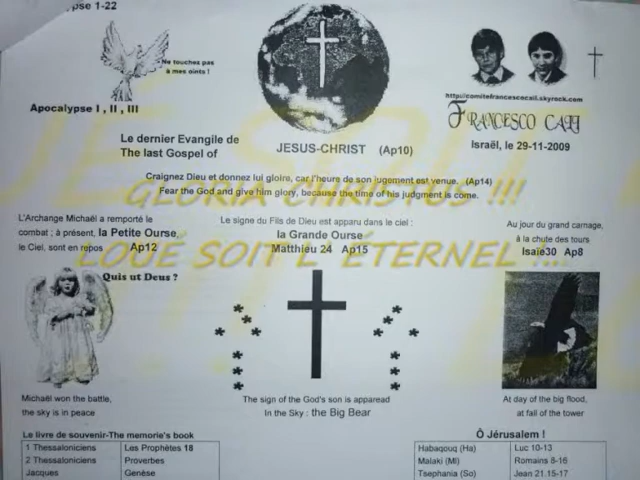 pse 1-22
Ne touchez pas
à mes oints !
Apocalypse I , II , III
http://comitefrancescocali.skyrock.com
FRANCESCO CALI
Israël, le 29-11-2009
Le dernier Evangile de
The last Gospel of
JESUS-CHRIST (Ap10)
Craignez Dieu et donnez lui gloire, car l'heure de son jugement est venue. (Ap14)
Fear the God and give him glory, because the time of his judgment is come.
GLORIA CHRISTUS !!!
LOUÉ SOIT L'ÉTERNEL !!!
L'Archange Michaël a remporté le
combat ; à présent, la Petite Ourse,
le Ciel, sont en repos Ap12
Le signe du Fils de Dieu est apparu dans le ciel :
la Grande Ourse
Matthieu 24 Ap15
Au jour du grand carnage,
à la chute des tours
Isaïe30 Ap8
Quis ut Deus ?
Michaël won the battle,
the sky is in peace
The sign of the God's son is apparead
In the Sky : the Big Bear
At day of the big flood,
at fall of the tower
Le livre de souvenir-The memorie's book
1 Thessaloniciens Les Prophètes 18
2 Thessaloniciens Proverbes
Jacques Genèse
Ô Jérusalem !
Habaqouq (Ha) Luc 10-13
Malaki (Ml) Romains 8-16
Tsephania (So) Jean 21.15-17